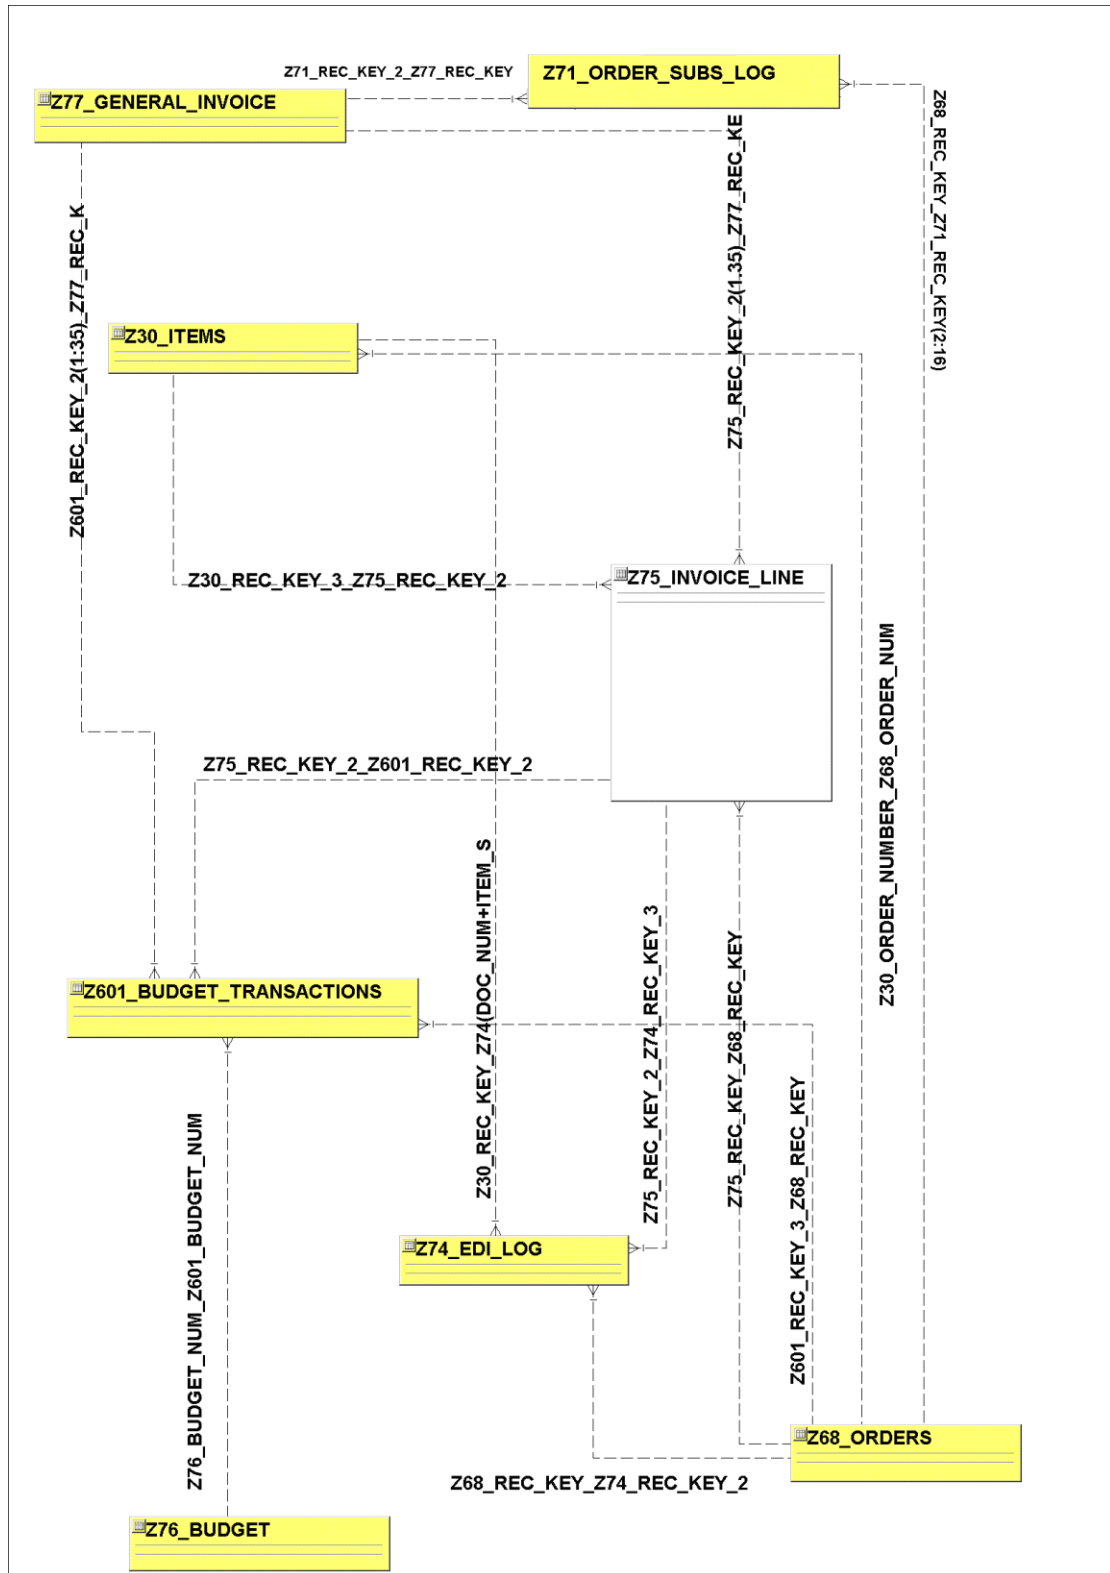 Z71_REC_KEY_2_Z77_REC_KEY
Z71_ORDER_SUBS_LOG
Z77_GENERAL_INVOICE
Z68_REC_KEY_Z71_REC_KEY(2:16)
Z75_REC_KEY_2(1.35)_Z77_REC_KE
Z601_REC_KEY_2(1:35)_Z77_REC_K
Z30_ITEMS
Z30_REC_KEY_3_Z75_REC_KEY_2
Z75_INVOICE_LINE
Z30_ORDER_NUMBER_Z68_ORDER_NUM
Z75_REC_KEY_2_Z601_REC_KEY_2
Z30_REC_KEY_Z74(DOC_NUM+ITEM_S
Z75_REC_KEY_2_Z74_REC_KEY_3
Z75_REC_KEY_Z68_REC_KEY
Z601_BUDGET_TRANSACTIONS
Z601_REC_KEY_3_Z68_REC_KEY
Z76_BUDGET_NUM_Z601_BUDGET_NUM
Z74_EDI_LOG
Z68_ORDERS
Z68_REC_KEY_Z74_REC_KEY_2
Z76_BUDGET